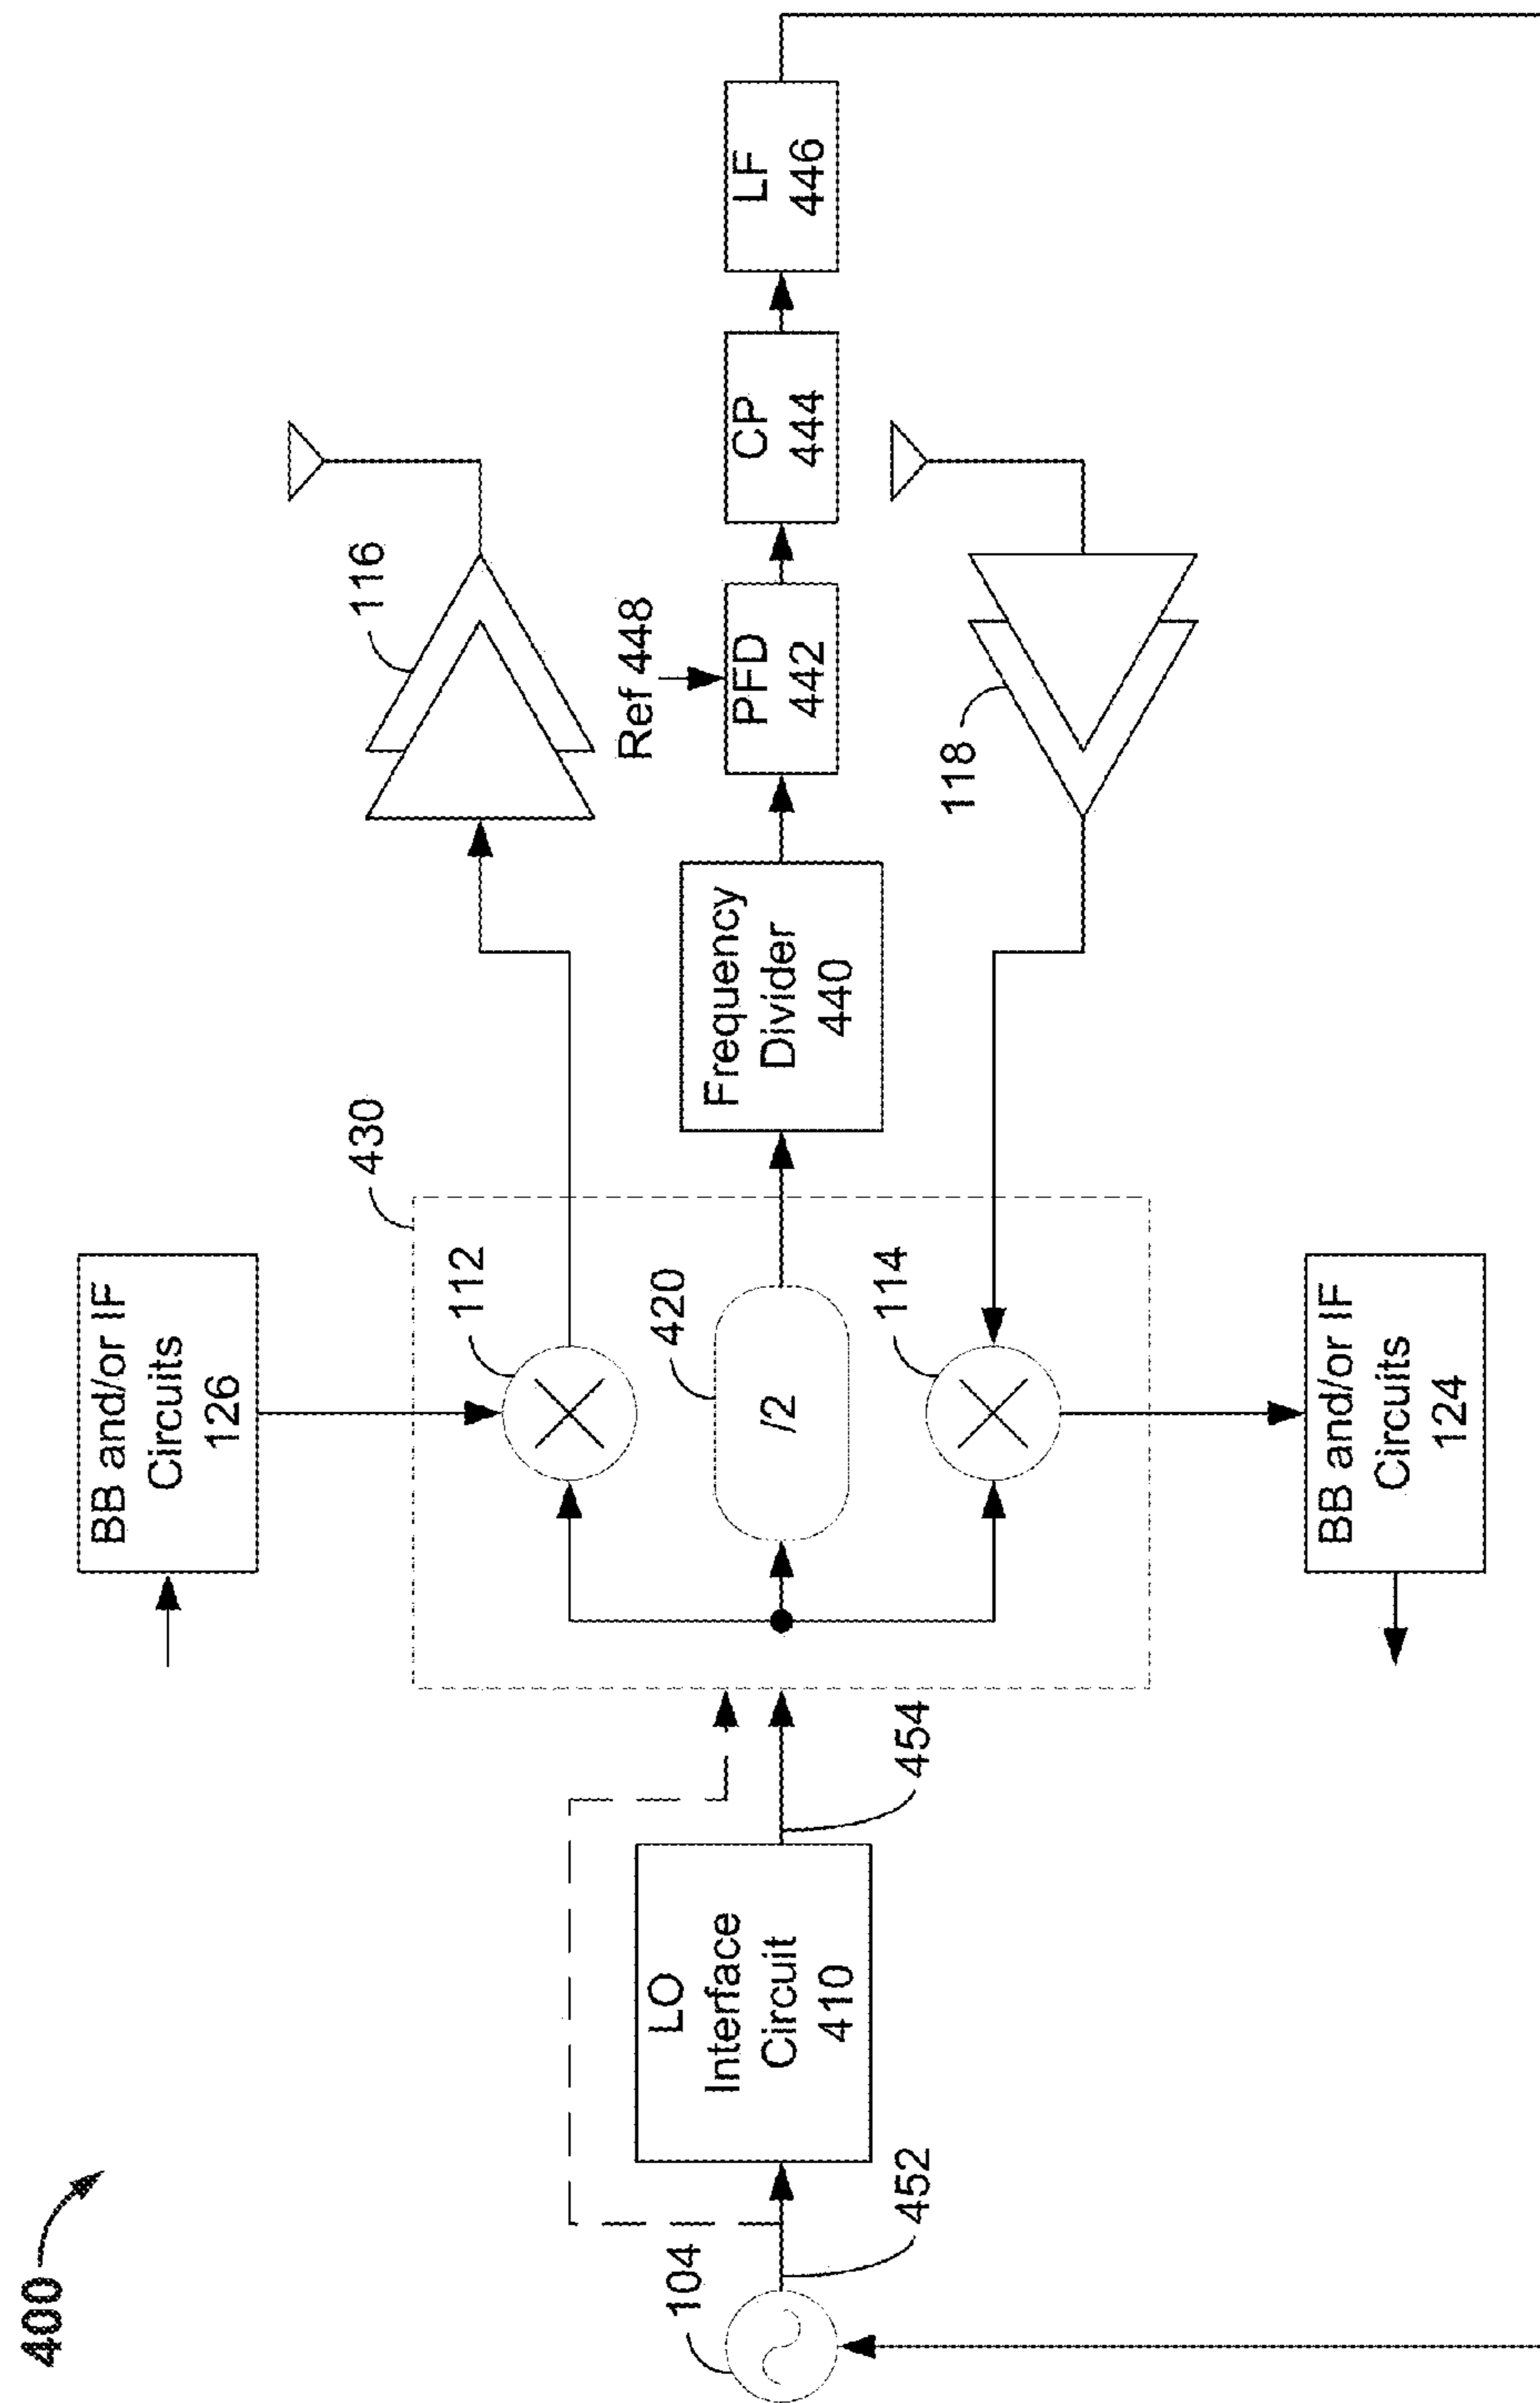 400
BB and/or IF
Circuits
126
430
112
116
104
452
LO
Interface
Circuit
410
454
420
/2
Frequency
Divider
440
Ref 448
PFD
442
CP
444
LF
446
114
118
BB and/or IF
Circuits
124